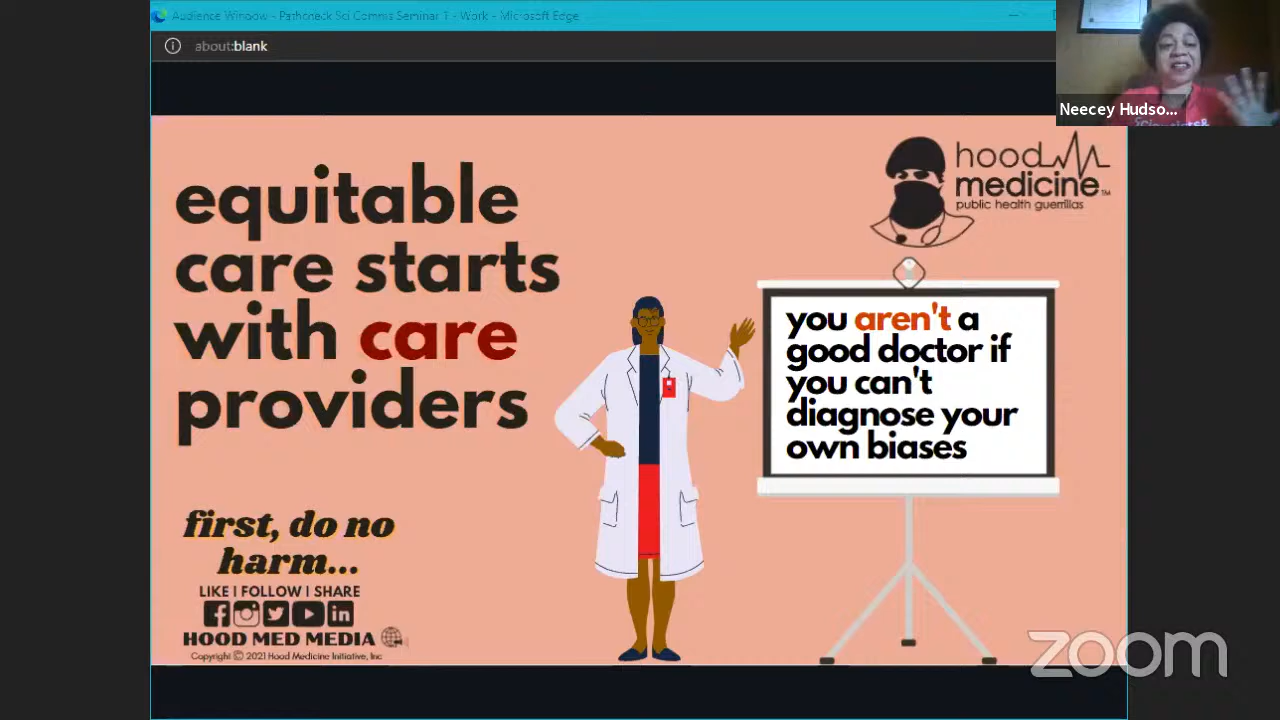 Audience Window - Pathoneck Sci Comms Seminar 1 - Work - Microsoft Edge
about:blank
Neecey Hudso...
hood
medicine™
public health guerrillas
equitable
care starts
with care
providers
you aren't a
good doctor if
you can't
diagnose your
own biases
first, do no
harm...
LIKE | FOLLOW | SHARE
HOOD MED MEDIA
Copyright © 2021 Hood Medicine Initiative, Inc
zoom